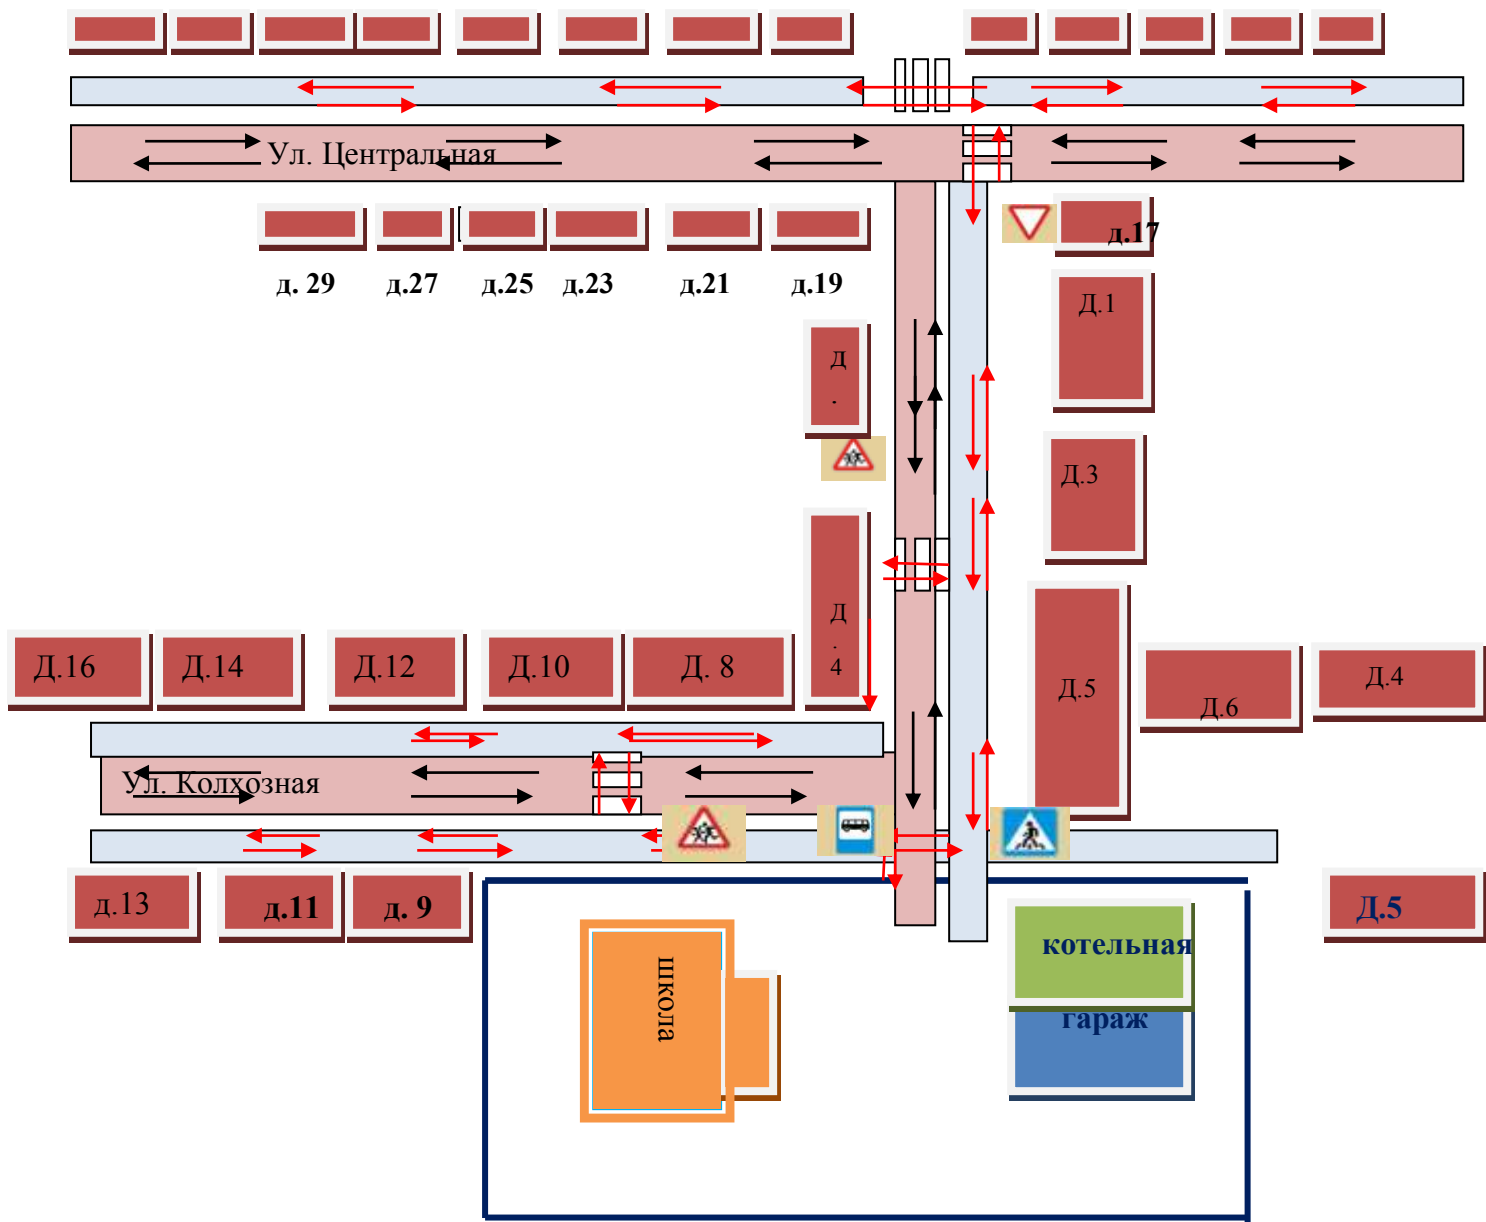 Ул. Центральная
д.17
д. 29
д.27
д.25
д.23
д.21
д.19
Д.1
Д
.
Д.3
Д
.
4
Д.16
Д.14
Д.12
Д.10
Д. 8
Д.5
Д.6
Д.4
Ул. Колхозная
д.13
д.11
д. 9
Д.5
котельная
школа
гараж